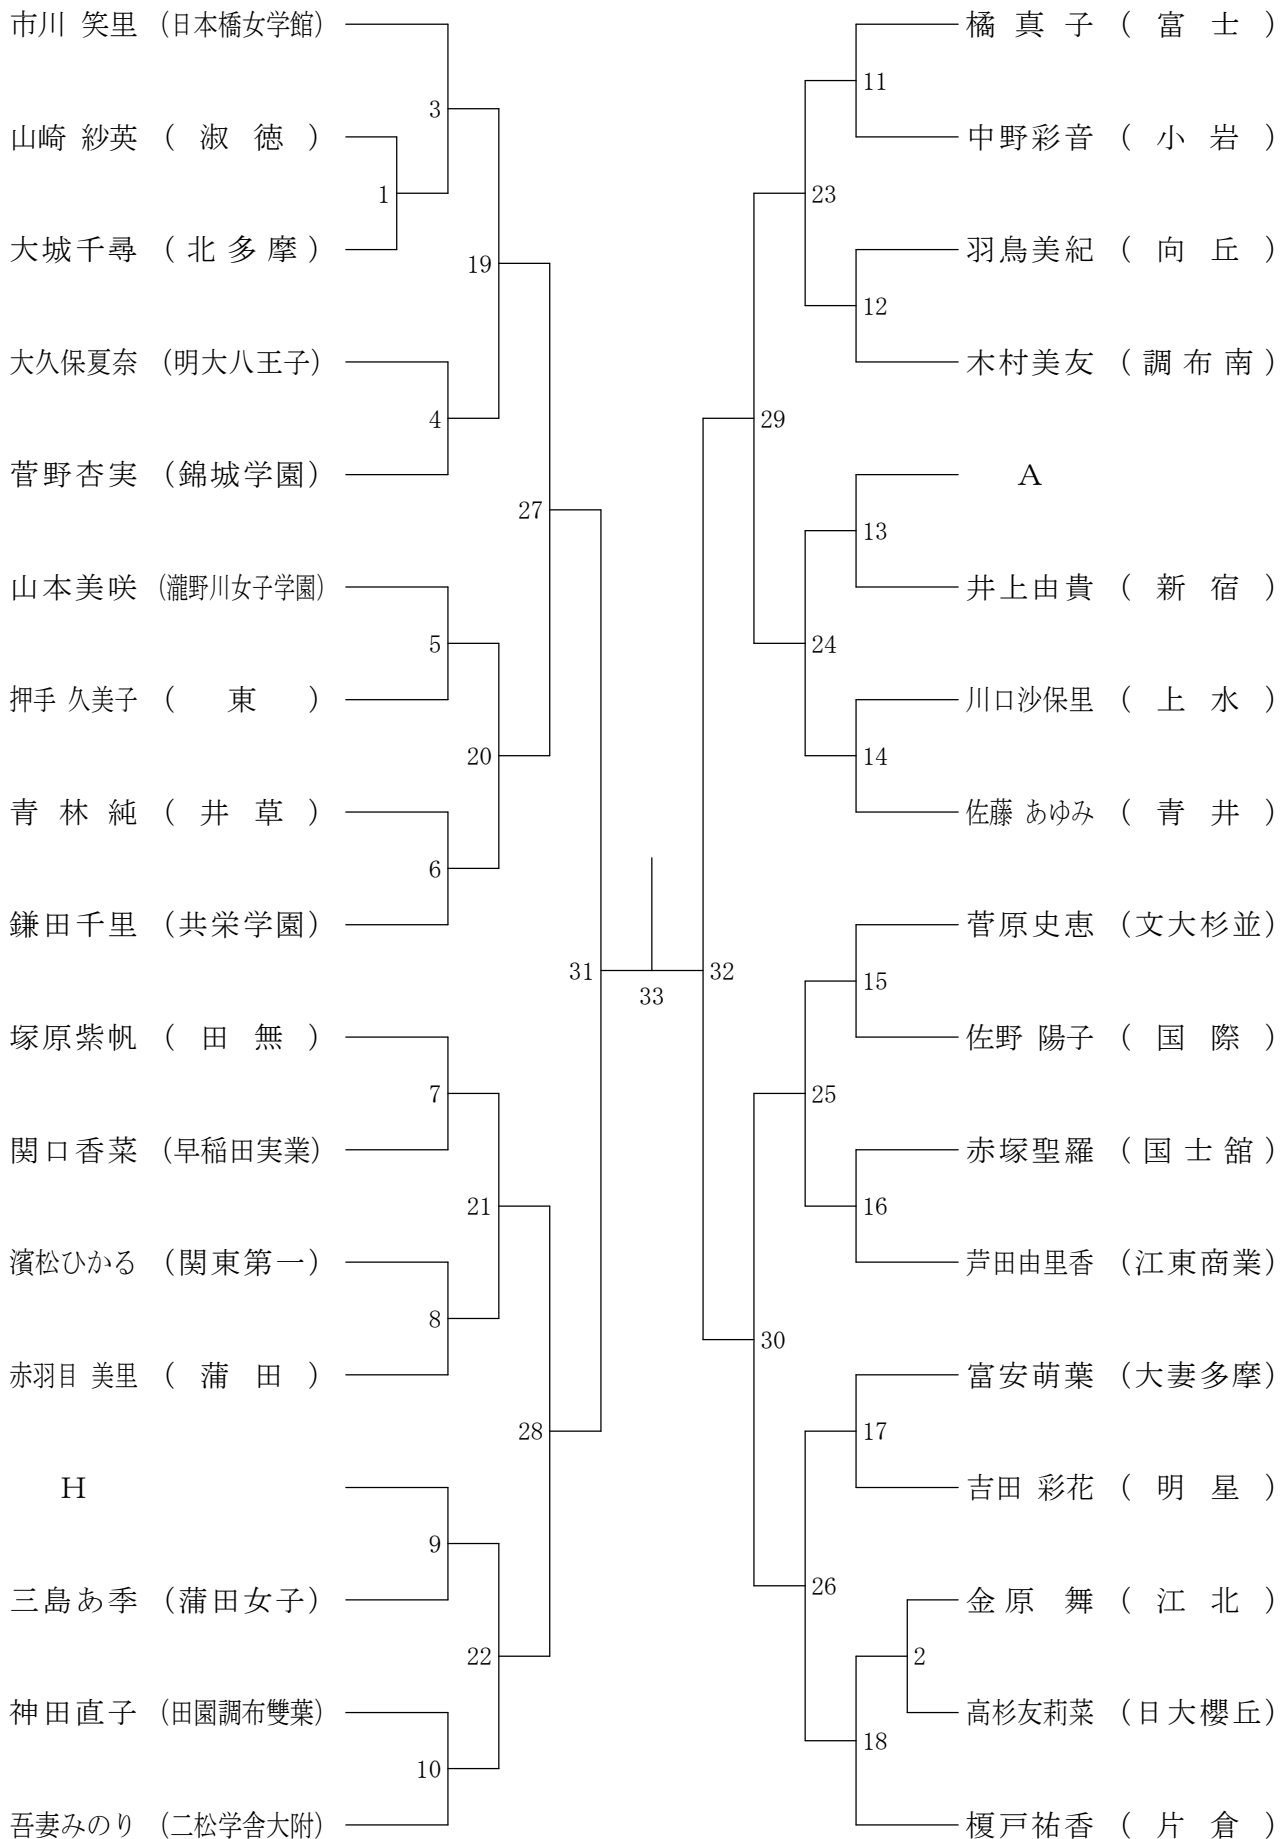 市川 笑里 (日本橋女学館)
3
山崎 紗英 ( 淑 徳 )
1
大城千尋 ( 北 多 摩 )
19
大久保夏奈 (明大八王子)
4
菅野杏実 (錦城学園)
27
山本美咲 (瀧野川女子学園)
5
押手 久美子 ( 東 )
20
青 林 純 ( 井 草 )
6
鎌田千里 (共栄学園)
31
33
塚原紫帆 ( 田 無 )
7
関口香菜 (早稲田実業)
21
濱松ひかる (関東第一)
8
赤羽目 美里 ( 蒲 田 )
28
H
9
三島あ季 (蒲田女子)
22
神田直子 (田園調布雙葉)
10
吾妻みのり (二松学舎大附)
橘 真 子 ( 富 士 )
11
中野彩音 ( 小 岩 )
23
羽鳥美紀 ( 向 丘 )
12
木村美友 ( 調 布 南 )
29
A
13
井上由貴 ( 新 宿 )
24
川口沙保里 ( 上 水 )
14
佐藤 あゆみ ( 青 井 )
菅原史恵 (文大杉並)
32
15
佐野 陽子 ( 国 際 )
25
赤塚聖羅 ( 国 士 舘 )
16
芦田由里香 (江東商業)
30
富安萌葉 (大妻多摩)
17
吉田 彩花 ( 明 星 )
26
金 原 舞 ( 江 北 )
2
高杉友莉菜 (日大櫻丘)
18
榎戸祐香 ( 片 倉 )